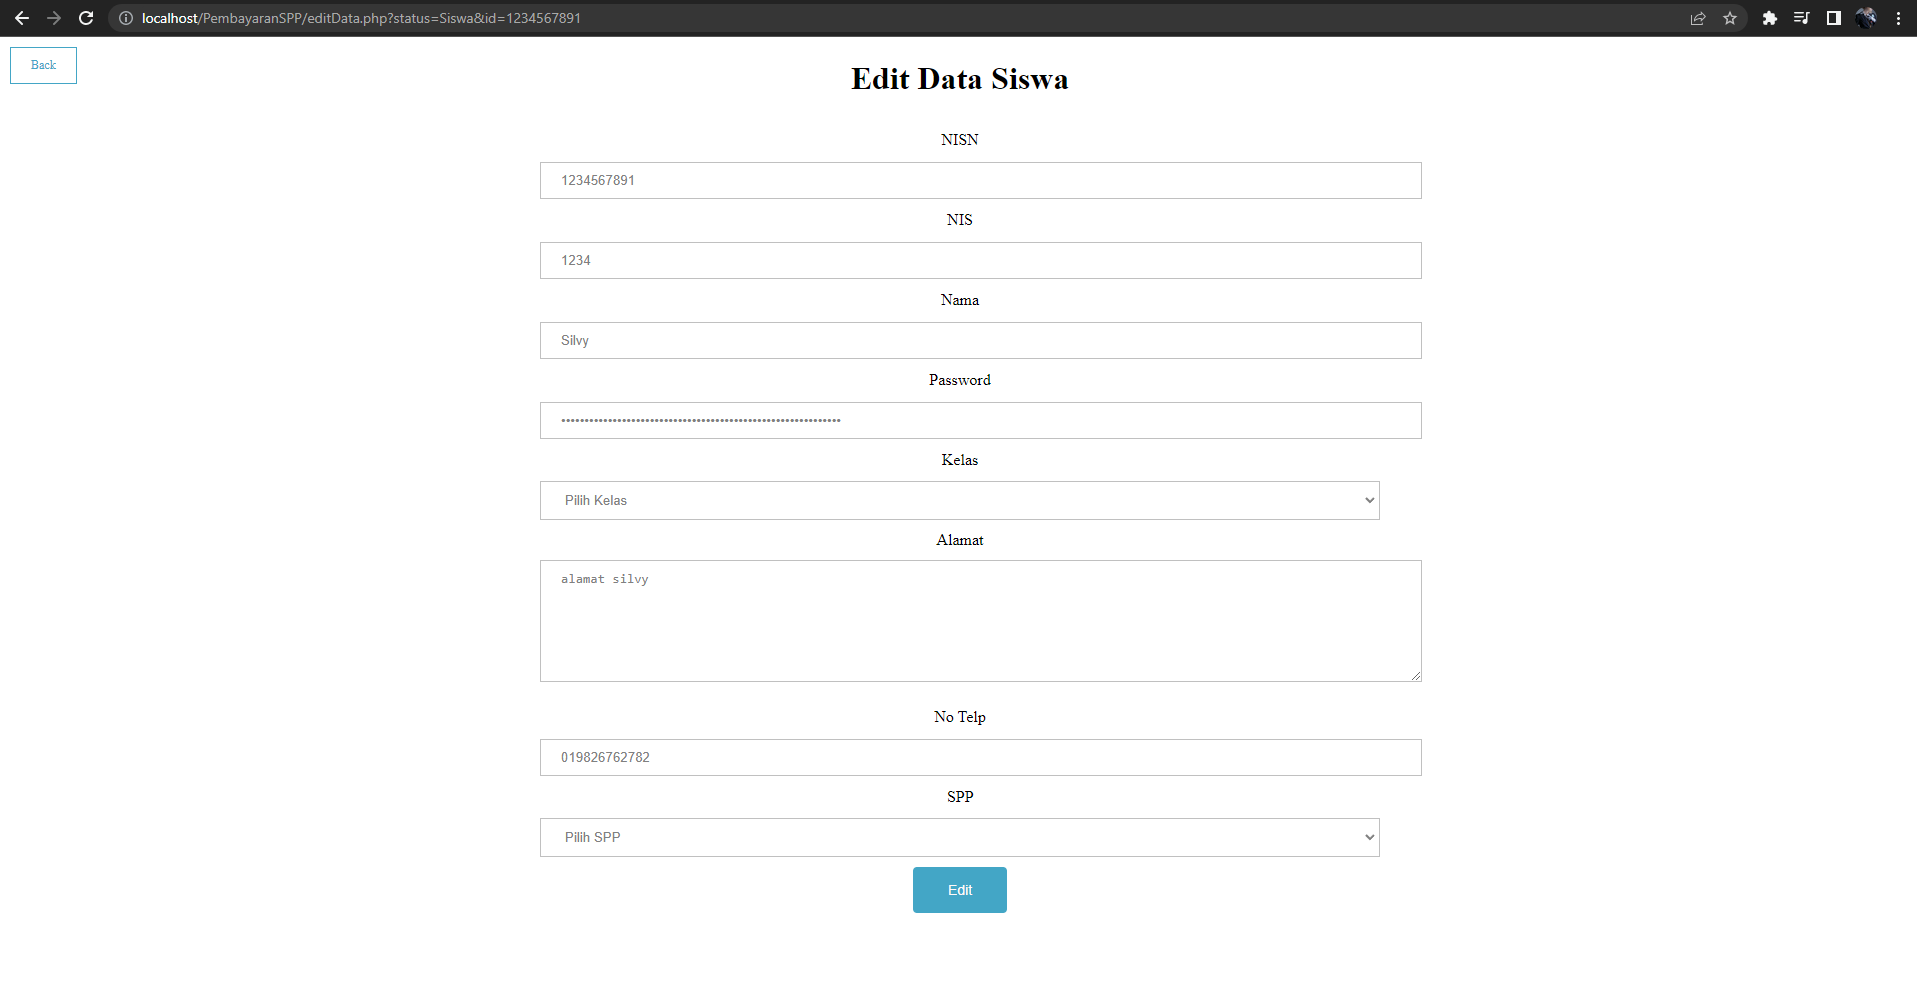 localhost/PembayaranSPP/editData.php?status=Siswa&id=1234567891
Back
Edit Data Siswa
NISN
1234567891
NIS
1234
Nama
Silvy
Password
••••••••••••••••••••••••••••••••••••••••••••••••••••••••••••
Kelas
Pilih Kelas
Alamat
alamat silvy
No Telp
019826762782
SPP
Pilih SPP
Edit